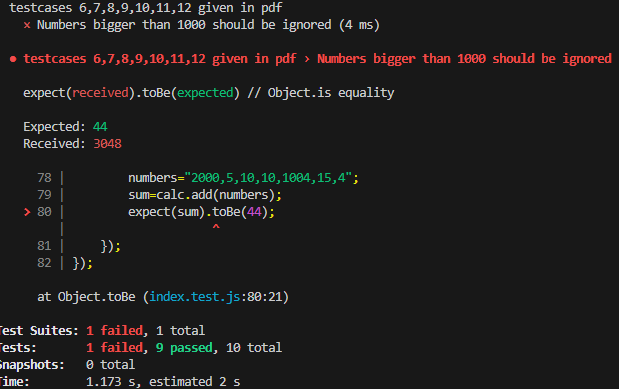 testcases 6,7,8,9,10,11,12 given in pdf
× Numbers bigger than 1000 should be ignored (4 ms)
● testcases 6,7,8,9,10,11,12 given in pdf › Numbers bigger than 1000 should be ignored
expect(received).toBe(expected) // Object.is equality
Expected: 44
Received: 3048
78 | numbers="2000,5,10,10,1004,15,4";
79 | sum=calc.add(numbers);
> 80 | expect(sum).toBe(44);
| ^
81 | });
82 | });
at Object.toBe (index.test.js:80:21)
Test Suites: 1 failed, 1 total
Tests: 1 failed, 9 passed, 10 total
Snapshots: 0 total
Time: 1.173 s, estimated 2 s